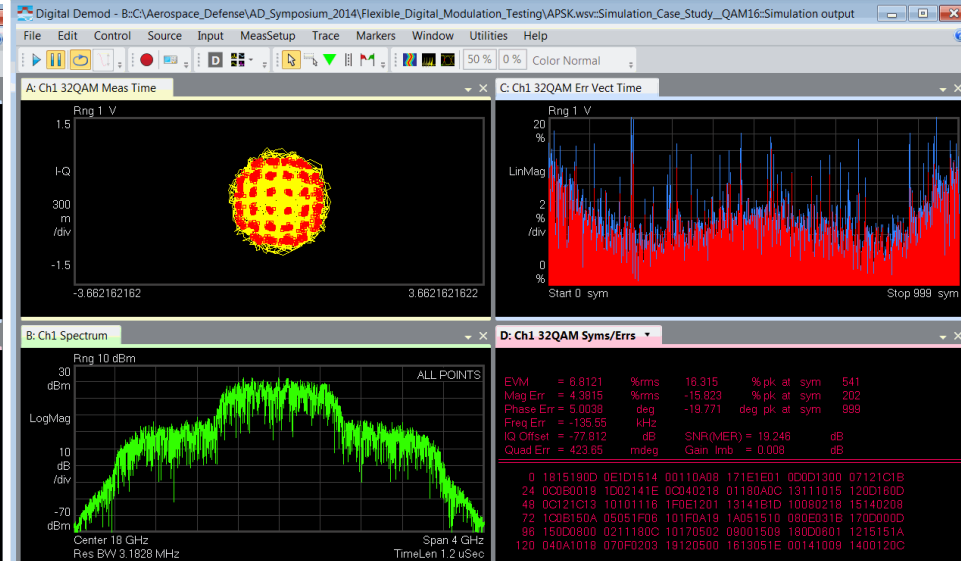 Digital Demod - B::C:\Aerospace_Defense\AD_Symposium_2014\Flexible_Digital_Modulation_Testing\APSK.wsv::Simulation_Case_Study__QAM16::Simulation output
File Edit Control Source Input MeasSetup Trace Markers Window Utilities Help
D 50 % 0 % Color Normal
A: Ch1 32QAM Meas Time
Rng 1 V
1.5
I-Q
300
m
/div
-1.5
-3.662162162 3.6621621622
C: Ch1 32QAM Err Vect Time
Rng 1 V
20
%
LinMag
2
%
/div
0
%
Start 0 sym Stop 999 sym
B: Ch1 Spectrum
Rng 10 dBm
30
dBm
ALL POINTS
LogMag
10
dB
/div
-70
dBm
Center 18 GHz Span 4 GHz
Res BW 3.1828 MHz TimeLen 1.2 uSec
D: Ch1 32QAM Syms/Errs
EVM = 6.8121 %rms 16.315 % pk at sym 541
Mag Err = 4.3815 %rms -15.823 % pk at sym 202
Phase Err = 5.0038 deg -19.771 deg pk at sym 999
Freq Err = -135.55 kHz
IQ Offset = -77.812 dB SNR(MER) = 19.246 dB
Quad Err = 423.65 mdeg Gain Imb = 0.008 dB
0 1815190D 0E1D1514 00110A08 171E1E01 0D0D1300 07121C1B
24 0C0B0019 1D02141E 0C040218 01180A0C 13111015 120D160D
48 0C121C13 10101116 1F0E1201 13141B1D 10080218 15140208
72 1C0B150A 05051F06 101F0A19 1A051510 080E031B 170D000D
96 150D0800 0211180C 10170502 09001509 180D0601 1215151A
120 040A1018 070F0203 19120500 1613051E 00141009 1400120C